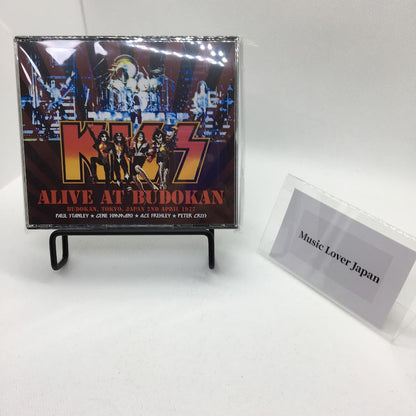 KISS
ALIVE AT BUDOKAN
BUDOKAN, TOKYO, JAPAN 2ND APRIL 1977
PAUL STANLEY ★ GENE SIMMONS ★ ACE FREHLEY ★ PETER CRISS
Music Lover Japan